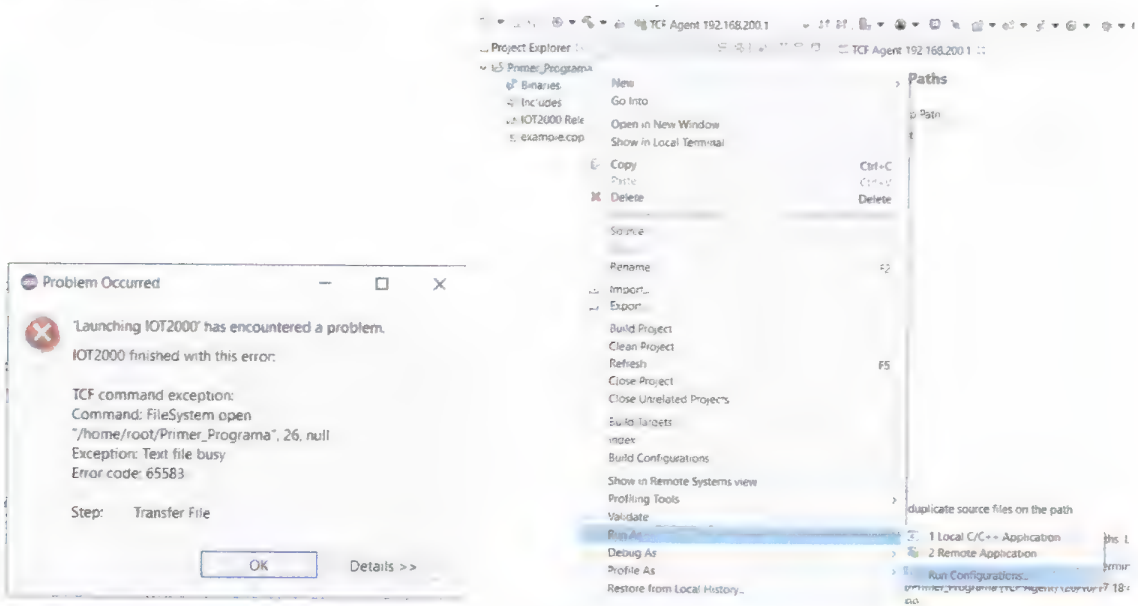 Problem Occurred
'Launching IOT2000' has encountered a problem.
IOT2000 finished with this error:
TCF command exception:
Command: FileSystem open
"/home/root/Primer_Programa", 26, null
Exception: Text file busy
Error code: 65583
Step: Transfer File
OK
Details >>
TCF Agent 192.168.200.1
Project Explorer
TCF Agent 192.168.200.1
Primer_Programa
Binaries
Includes
IOT2000 Rele
example.cpp
Paths
p Path
New
Go Into
Open in New Window
Show in Local Terminal
Copy Ctrl+C
Paste Ctrl+V
Delete Delete
Source
Rename F2
Import...
Export...
Build Project
Clean Project
Refresh F5
Close Project
Close Unrelated Projects
Build Targets
Index
Build Configurations
Show in Remote Systems view
Profiling Tools
Validate
Run As
Debug As
Profile As
Restore from Local History...
duplicate source files on the path
1 Local C/C++ Application
2 Remote Application
Run Configurations...